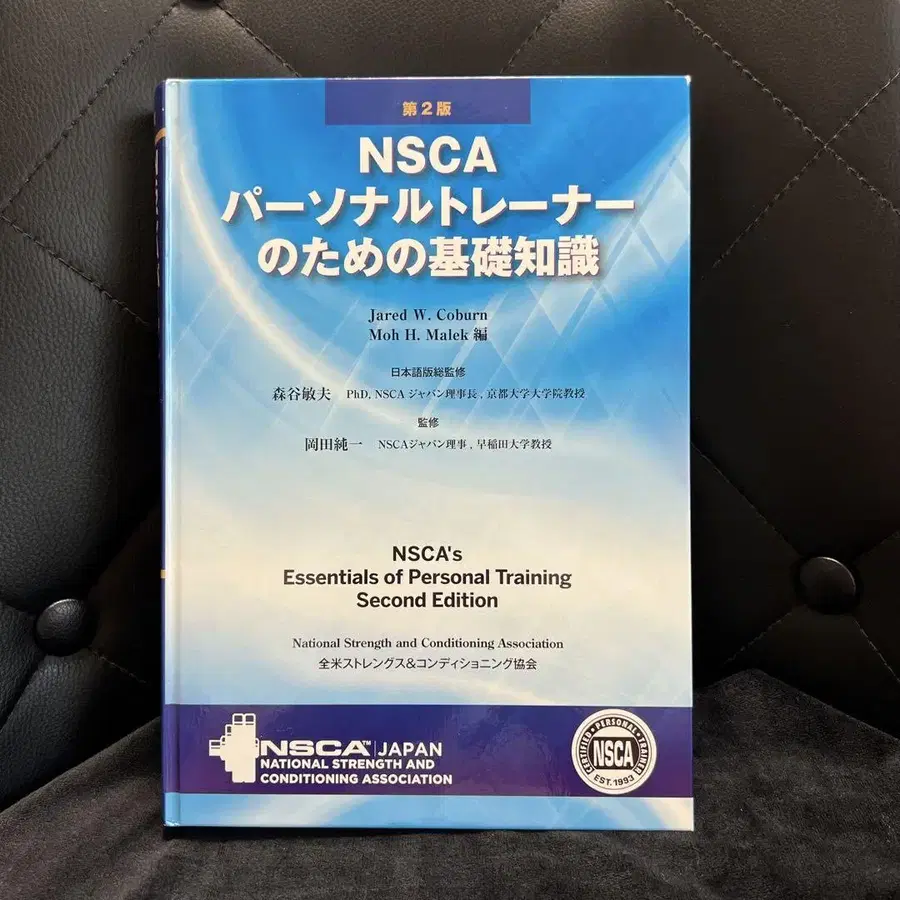 第2版
NSCA
パーソナルトレーナー
のための基礎知識
Jared W. Coburn
Moh H. Malek 編
日本語版総監修
森谷敏夫 PhD, NSCA ジャパン理事長, 京都大学大学院教授
監修
岡田純一 NSCAジャパン理事, 早稲田大学教授
NSCA's
Essentials of Personal Training
Second Edition
National Strength and Conditioning Association
全米ストレングス&コンディショニング協会
NSCA™ JAPAN
NATIONAL STRENGTH AND
CONDITIONING ASSOCIATION
CERTIFIED • PERSONAL • TRAINER
NSCA
EST. 1993